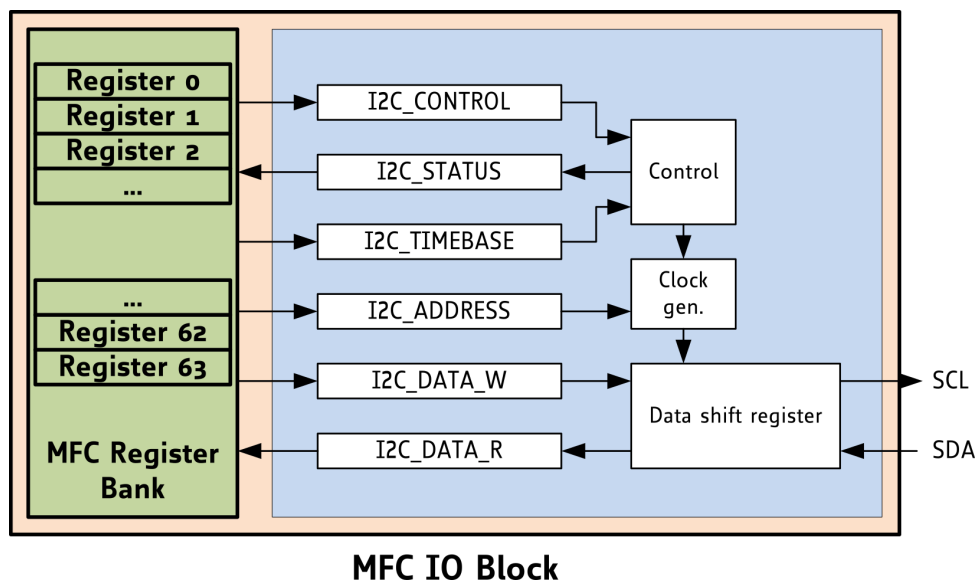 Register 0
Register 1
Register 2
...
...
Register 62
Register 63
MFC Register
Bank
I2C_CONTROL
I2C_STATUS
I2C_TIMEBASE
I2C_ADDRESS
I2C_DATA_W
I2C_DATA_R
Control
Clock
gen.
Data shift register
SCL
SDA
MFC IO Block